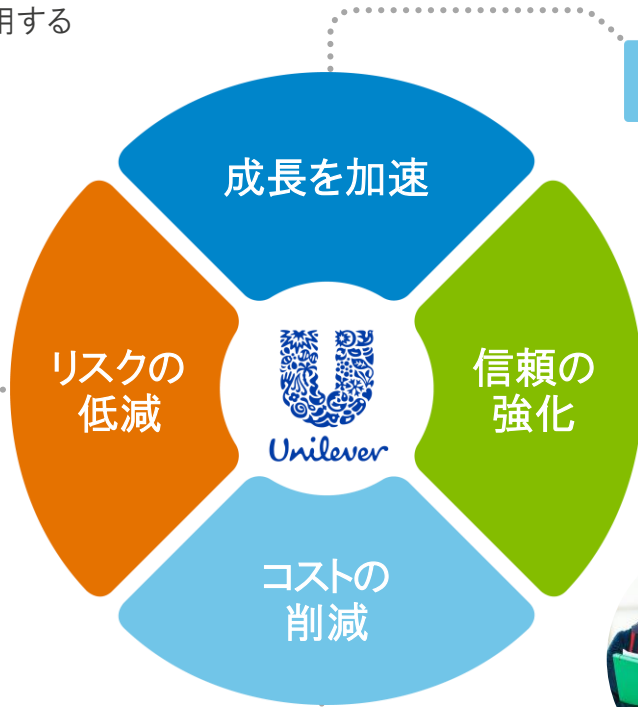 用する
成長を加速
リスクの
低減
信頼の
強化
Unilever
コストの
削減